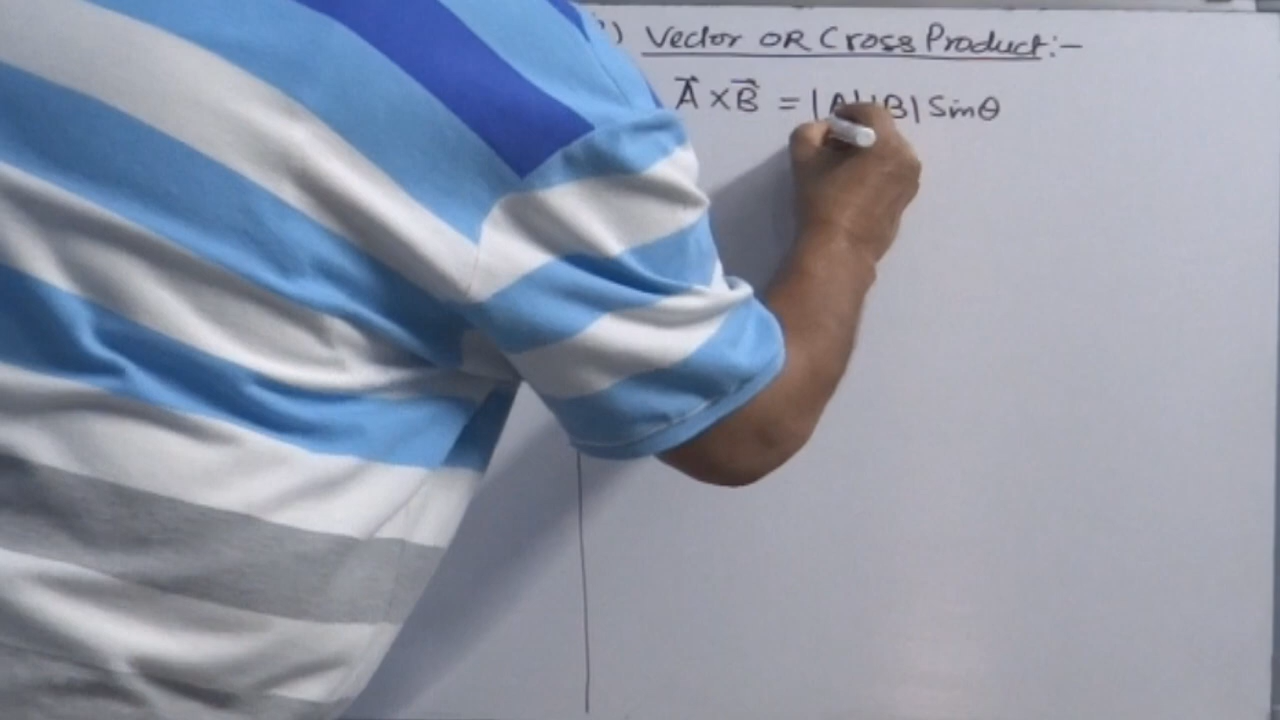 ) Vector OR Cross Product:-
A⃗ × B⃗ = |A||B| Sinθ